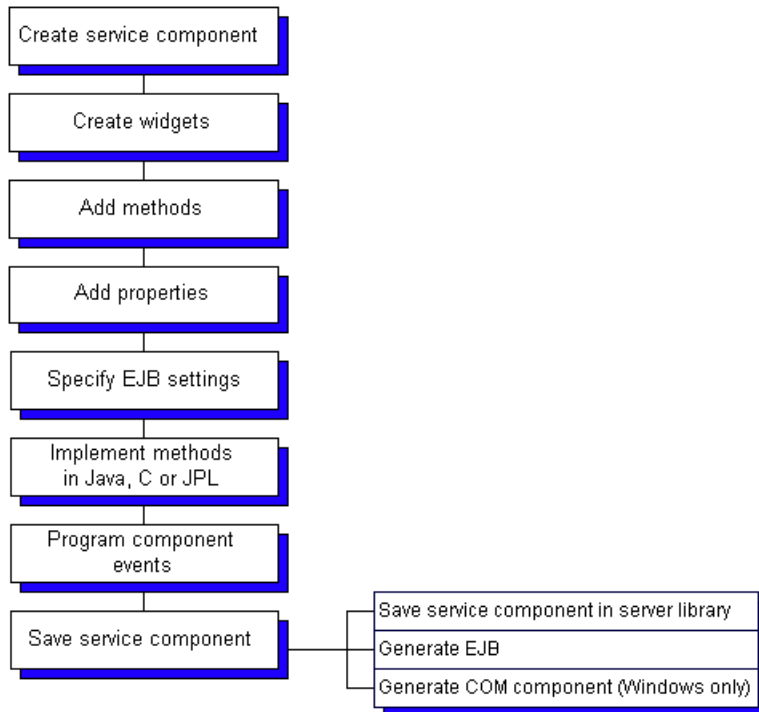 Create service component
Create widgets
Add methods
Add properties
Specify EJB settings
Implement methods
in Java, C or JPL
Program component
events
Save service component
Save service component in server library
Generate EJB
Generate COM component (Windows only)